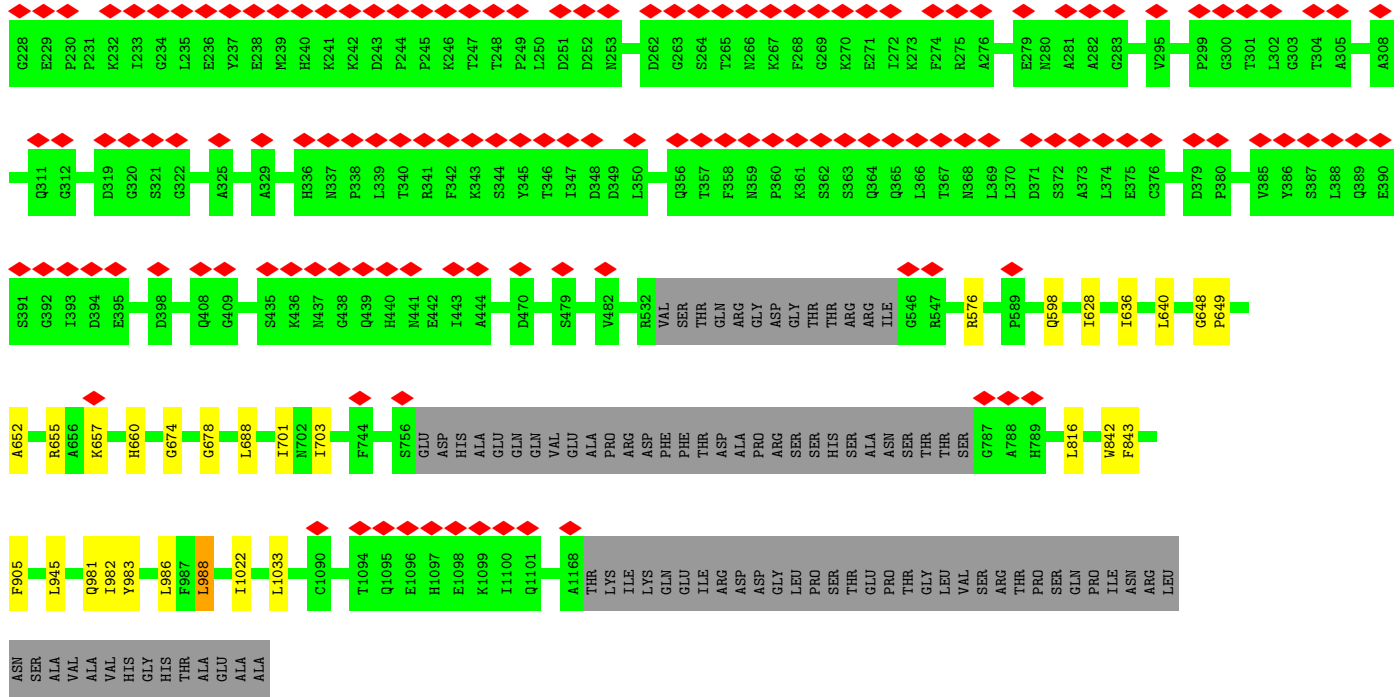 G228 E229 P230 P231 K232 I233 G234 L235 E236 Y237 E238 M239 H240 K241 K242 D243 P244 P245 K246 T247 T248 P249 L250 D251 D252 N253 D262 G263 S264 T265 N266 K267 F268 G269 K270 E271 I272 K273 F274 R275 A276 E279 N280 A281 A282 G283 V295 P299 G300 T301 L302 G303 T304 A305 A308
Q311 G312 D319 G320 S321 G322 A325 A329 H336 N337 P338 L339 T340 R341 F342 K343 S344 Y345 T346 I347 D348 D349 L350 Q356 T357 F358 N359 P360 K361 S362 S363 Q364 Q365 L366 T367 N368 L369 L370 D371 S372 A373 L374 E375 C376 D379 P380 V385 Y386 S387 L388 Q389 E390
S391 G392 I393 D394 E395 D398 Q408 G409 S435 K436 N437 G438 Q439 H440 N441 E442 I443 A444 D470 S479 V482 R532 VAL SER THR GLN ARG GLY ASP GLY THR THR ARG ARG ILE G546 R547 R576 P589 Q598 I628 I636 L640 G648 P649
A652 R655 A656 K657 H660 G674 G678 L688 I701 N702 I703 F744 S756 GLU ASP HIS ALA GLU GLN GLN VAL GLU ALA PRO ARG ASP PHE PHE THR ASP ALA PRO ARG SER SER HIS SER ALA ASN SER THR THR SER G787 A788 H789 L816 W842 F843
F905 L945 Q981 I982 Y983 L986 F987 L988 I1022 L1033 C1090 T1094 Q1095 E1096 H1097 E1098 K1099 I1100 Q1101 A1168 THR LYS ILE LYS GLN GLU ILE ARG ASP ASP GLY LEU PRO SER THR GLU PRO THR GLY LEU VAL SER ARG THR PRO SER GLN PRO ILE ASN ARG LEU
ASN SER ALA VAL ALA VAL HIS GLY HIS THR ALA GLU ALA ALA